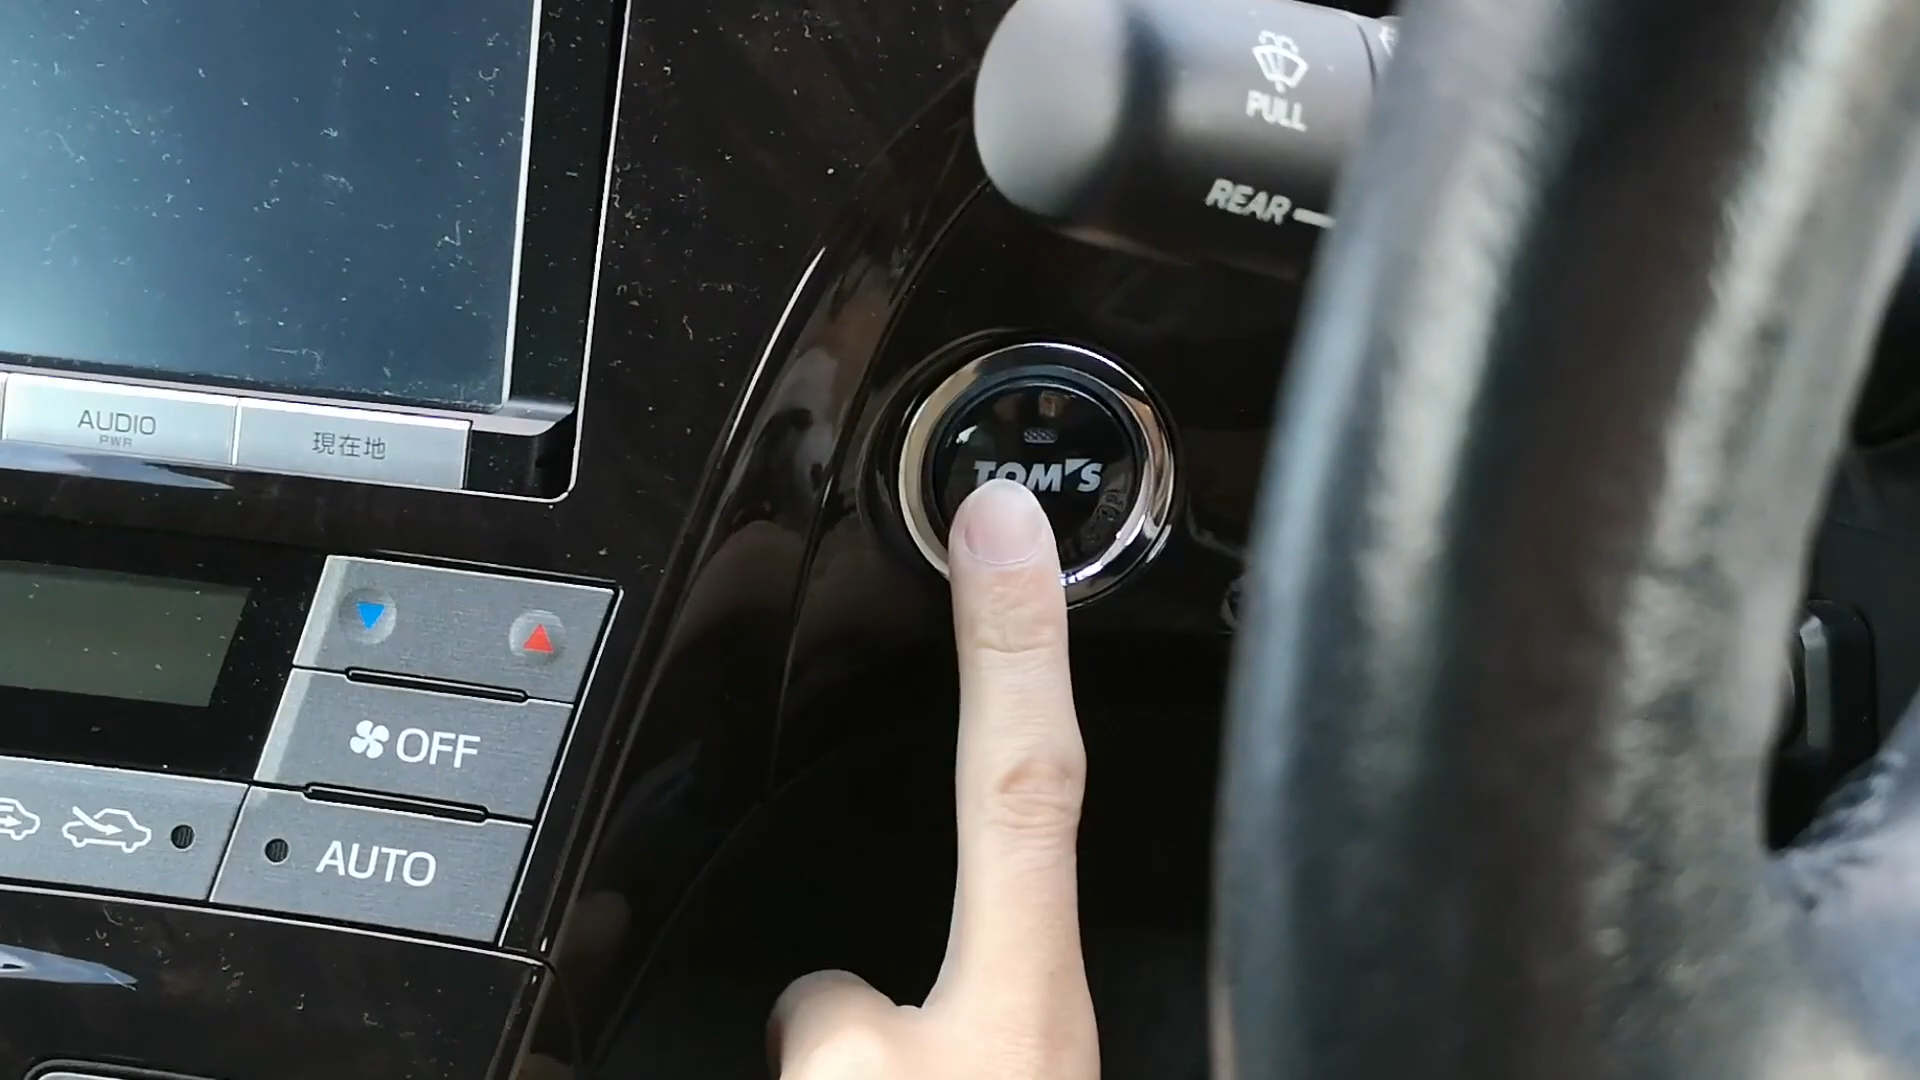 PULL
REAR
AUDIO
PWR
現在地
TOM'S
OFF
AUTO